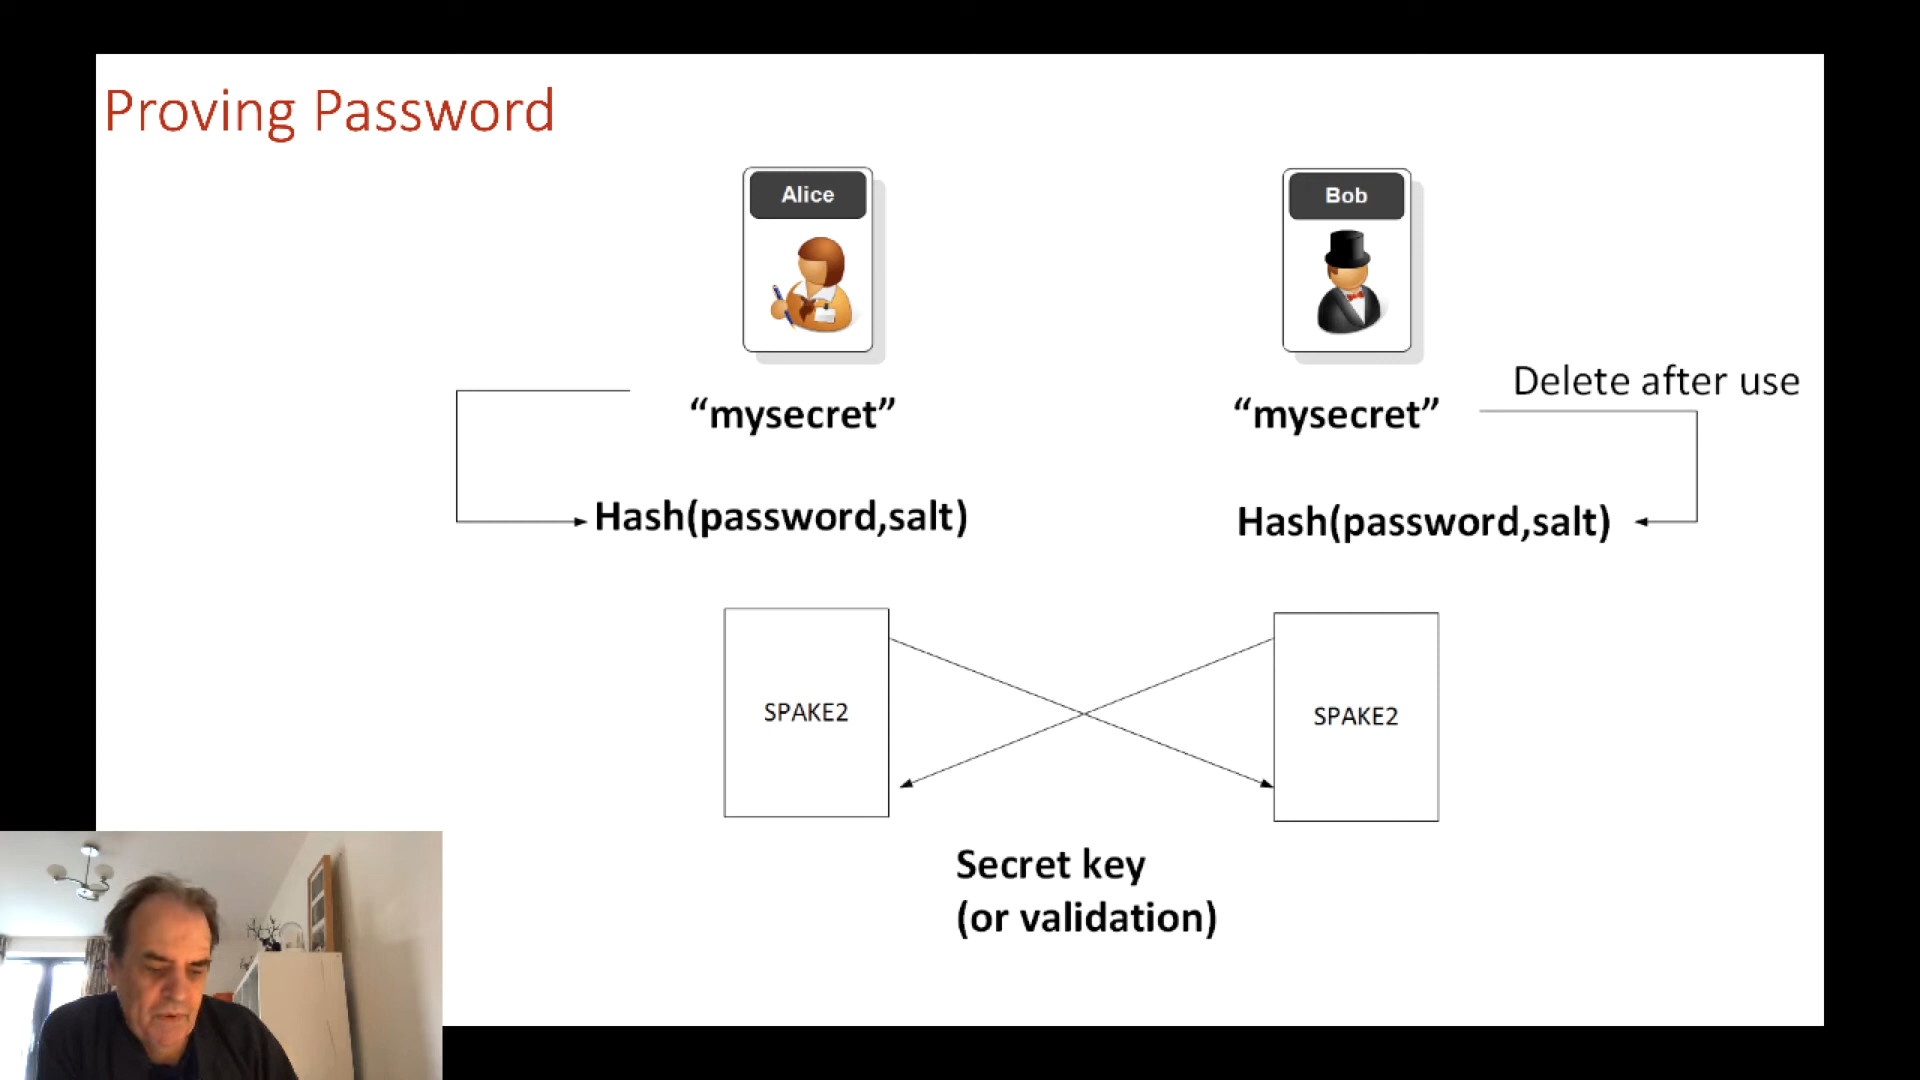 Proving Password
Alice
Bob
Delete after use
“mysecret”
“mysecret”
Hash(password,salt)
Hash(password,salt)
SPAKE2
SPAKE2
Secret key
(or validation)